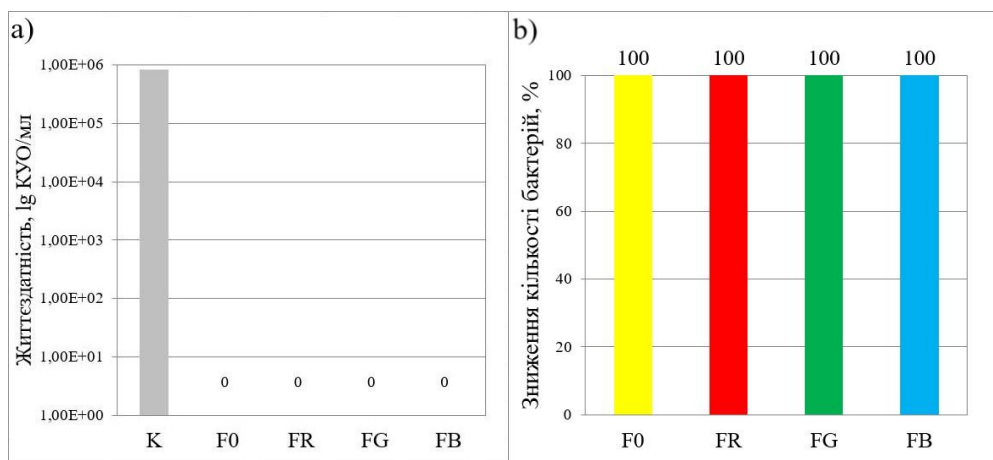 a)
Життєздатність, lg КУО/мл
1,00E+06
1,00E+05
1,00E+04
1,00E+03
1,00E+02
1,00E+01
1,00E+00
0
0
0
0
K
F0
FR
FG
FB
b)
Зниження кількості бактерій, %
100
80
60
40
20
0
100
100
100
100
F0
FR
FG
FB